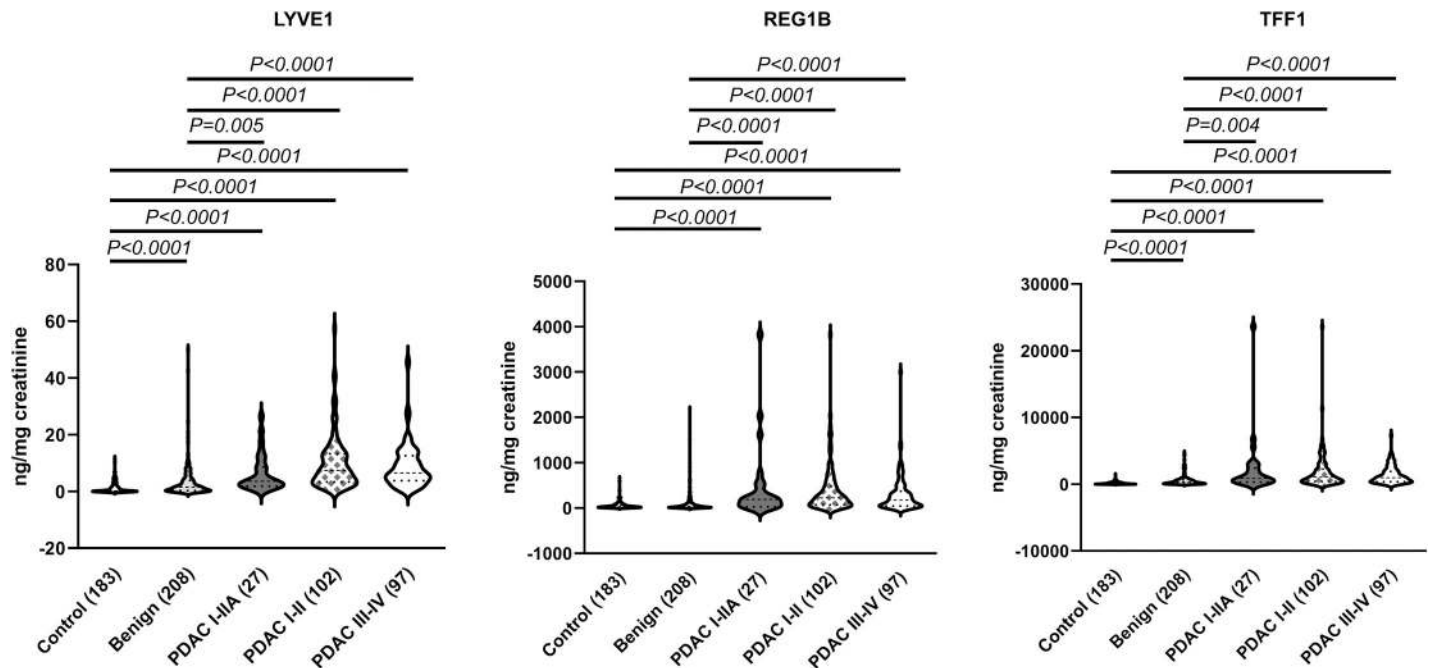 LYVE1
P<0.0001
P<0.0001
P=0.005
P<0.0001
P<0.0001
P<0.0001
P<0.0001
80
60
40
20
0
-20
ng/mg creatinine
Control (183)
Benign (208)
PDAC I-IIA (27)
PDAC I-II (102)
PDAC III-IV (97)
REG1B
P<0.0001
P<0.0001
P<0.0001
P<0.0001
P<0.0001
P<0.0001
5000
4000
3000
2000
1000
0
-1000
ng/mg creatinine
Control (183)
Benign (208)
PDAC I-IIA (27)
PDAC I-II (102)
PDAC III-IV (97)
TFF1
P<0.0001
P<0.0001
P=0.004
P<0.0001
P<0.0001
P<0.0001
P<0.0001
30000
20000
10000
0
-10000
ng/mg creatinine
Control (183)
Benign (208)
PDAC I-IIA (27)
PDAC I-II (102)
PDAC III-IV (97)